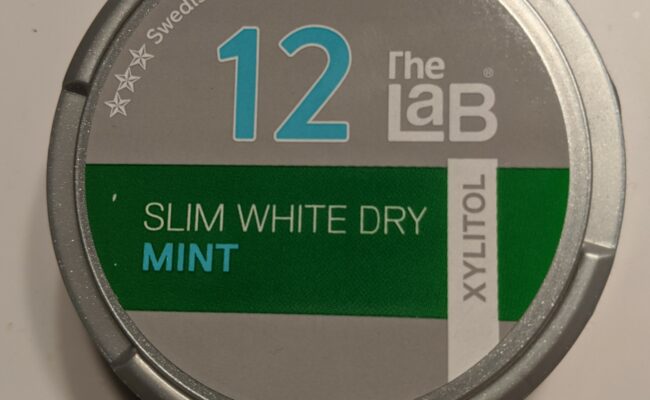 12
The
LaB®
SLIM WHITE DRY
MINT
XYLITOL